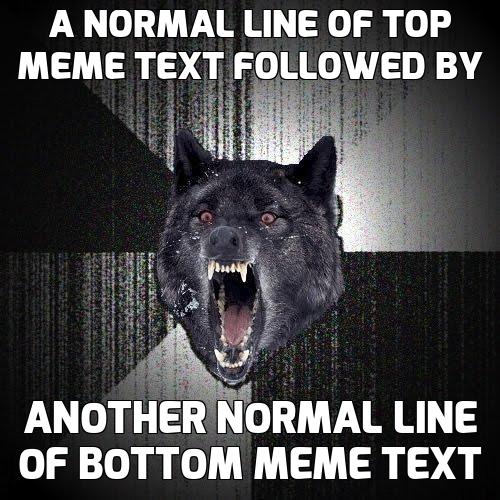 A NORMAL LINE OF TOP
MEME TEXT FOLLOWED BY
ANOTHER NORMAL LINE
OF BOTTOM MEME TEXT